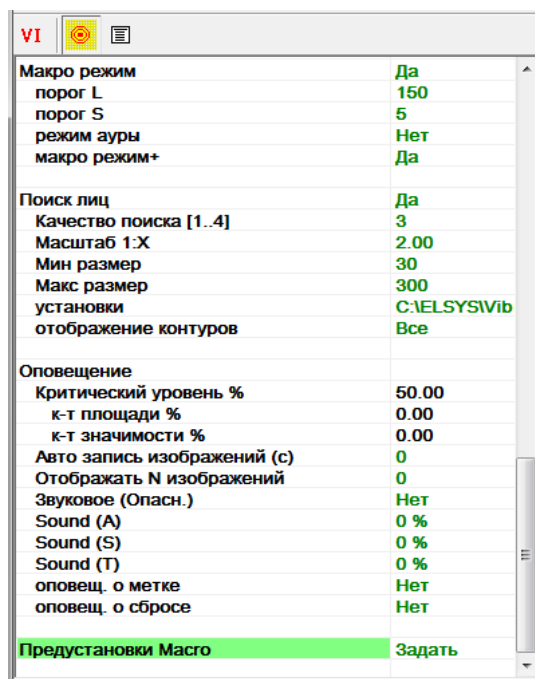 VI
Макро режим Да
порог L 150
порог S 5
режим ауры Нет
макро режим+ Да
Поиск лиц Да
Качество поиска [1..4] 3
Масштаб 1:X 2.00
Мин размер 30
Макс размер 300
установки C:\ELSYS\Vib
отображение контуров Все
Оповещение
Критический уровень % 50.00
к-т площади % 0.00
к-т значимости % 0.00
Авто запись изображений (с) 0
Отображать N изображений 0
Звуковое (Опасн.) Нет
Sound (A) 0 %
Sound (S) 0 %
Sound (T) 0 %
оповещ. о метке Нет
оповещ. о сбросе Нет
Предустановки Macro Задать